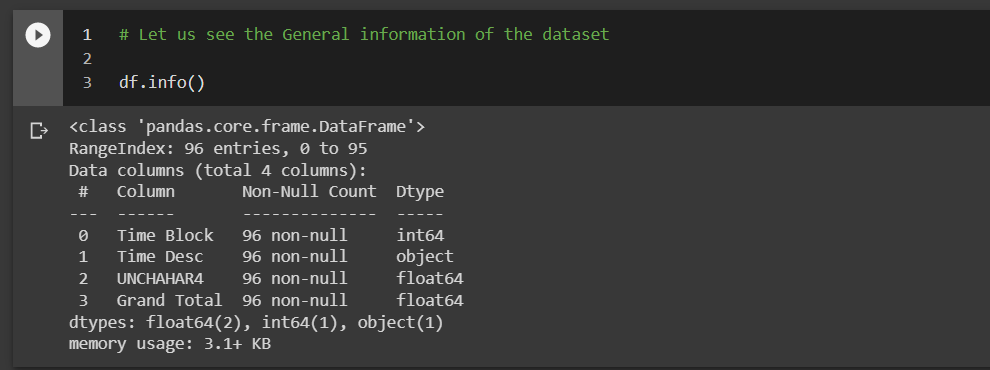 1 # Let us see the General information of the dataset
2
3 df.info()
<class 'pandas.core.frame.DataFrame'>
RangeIndex: 96 entries, 0 to 95
Data columns (total 4 columns):
 #   Column       Non-Null Count  Dtype
---  ------       --------------  -----
 0   Time Block   96 non-null     int64
 1   Time Desc    96 non-null     object
 2   UNCHAHAR4    96 non-null     float64
 3   Grand Total  96 non-null     float64
dtypes: float64(2), int64(1), object(1)
memory usage: 3.1+ KB